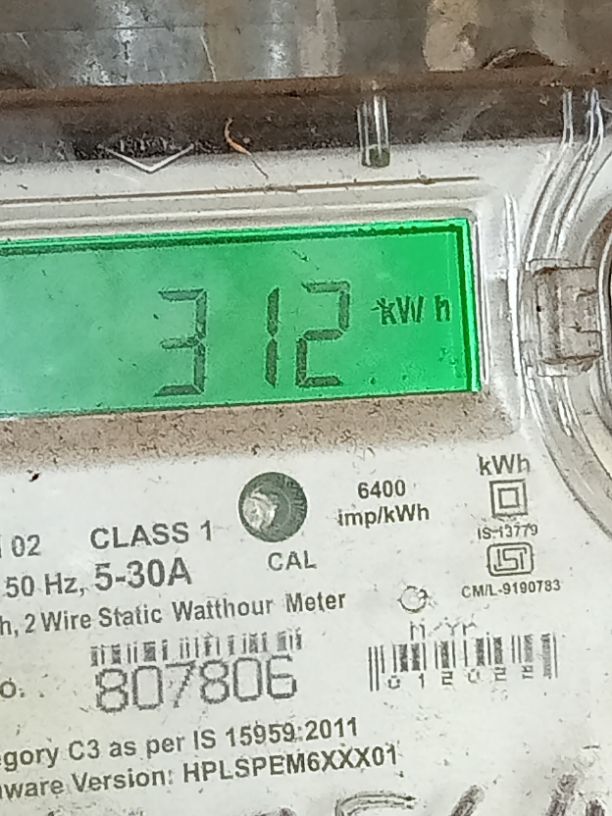 312 kWh
6400
imp/kWh
kWh
IS-13779
CM/L-9190783
02 CLASS 1
CAL
50 Hz, 5-30A
h, 2 Wire Static Watthour Meter
M-Yr
012022
o. 807806
egory C3 as per IS 15959:2011
ware Version: HPLSPEM6XXX01